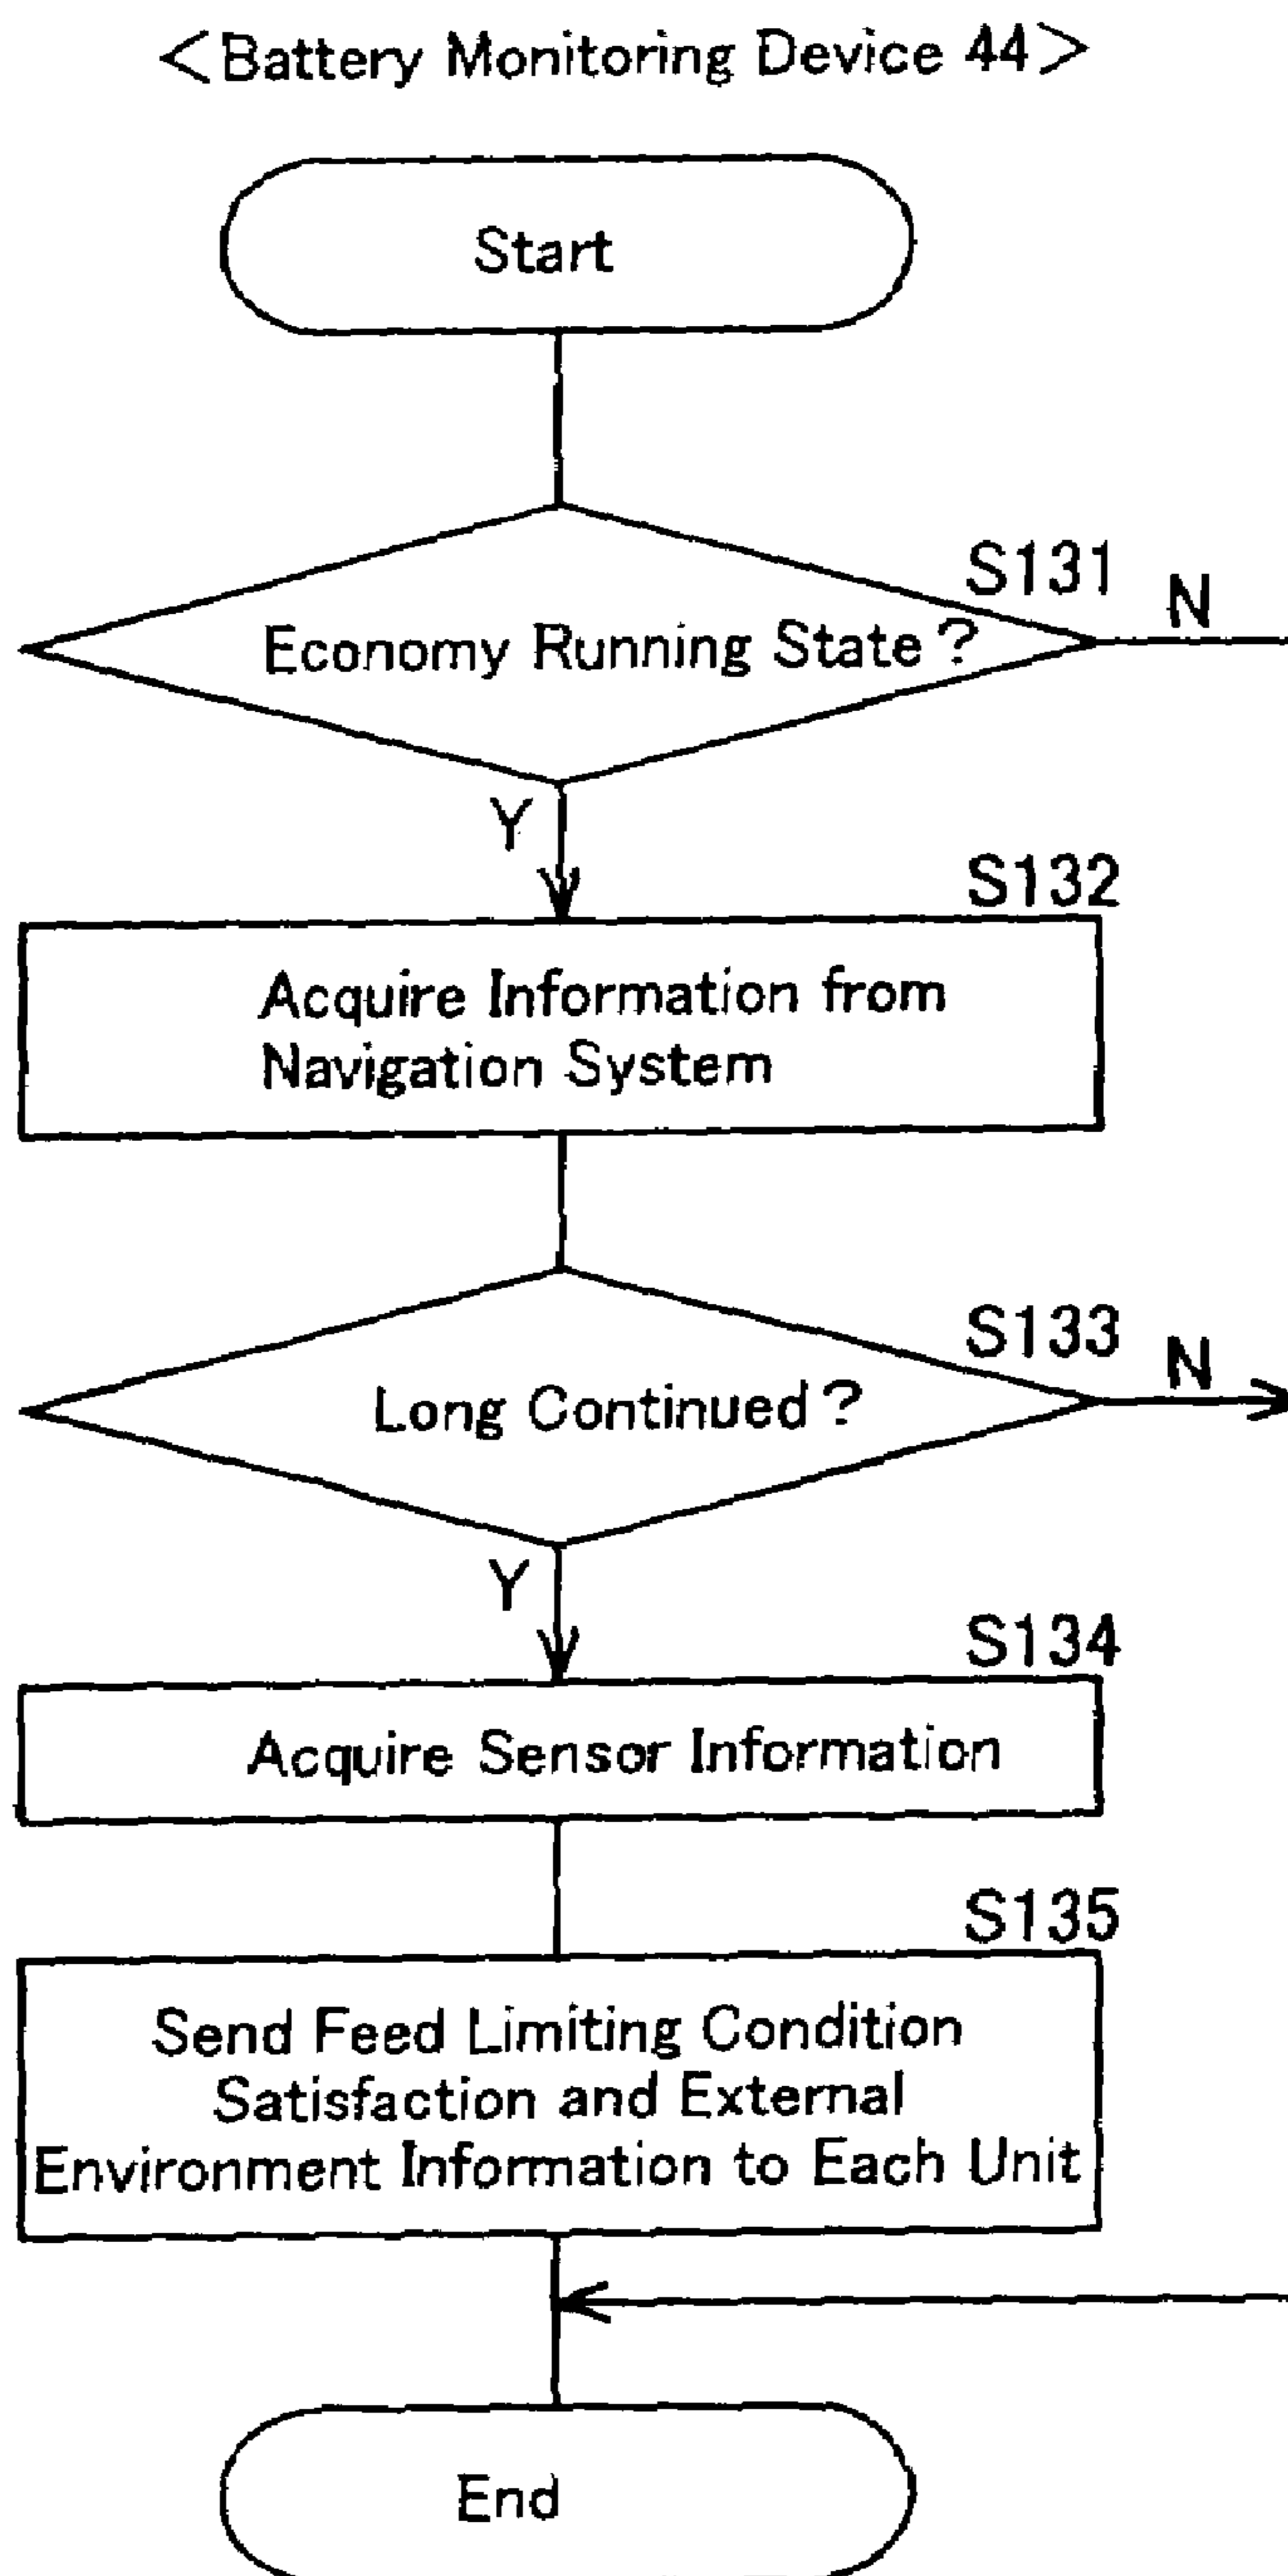 <Battery Monitoring Device 44>
Start
S131
N
Economy Running State?
Y
S132
Acquire Information from
Navigation System
S133
N
Long Continued?
Y
S134
Acquire Sensor Information
S135
Send Feed Limiting Condition
Satisfaction and External
Environment Information to Each Unit
End